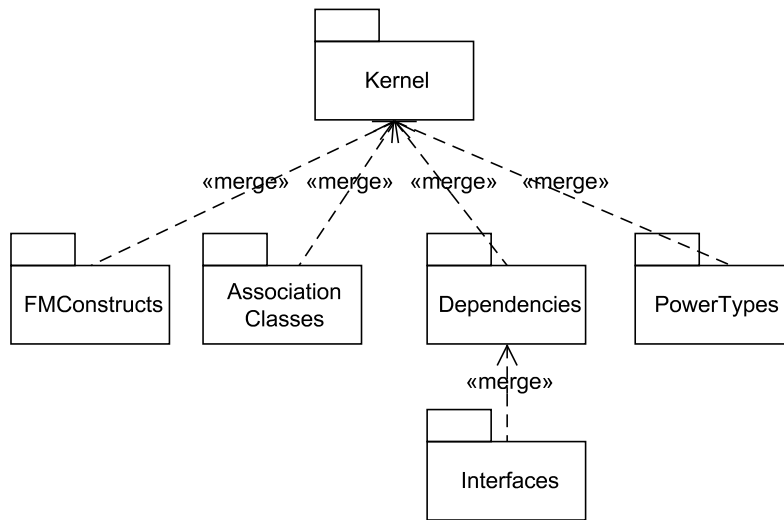 Kernel
«merge» «merge» «merge» «merge»
FMConstructs
Association
Classes
Dependencies
PowerTypes
«merge»
Interfaces